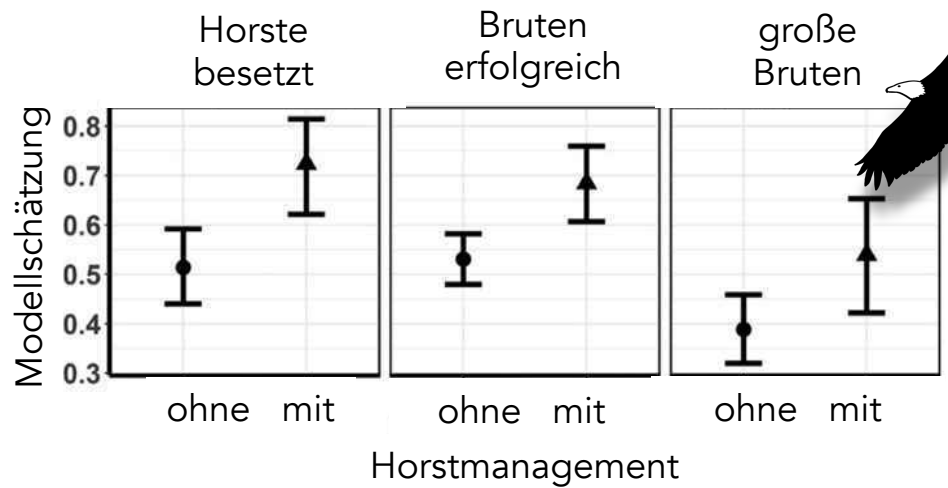 Horste
besetzt
Bruten
erfolgreich
große
Bruten
Modellschätzung
0.8
0.7
0.6
0.5
0.4
0.3
ohne mit
ohne mit
ohne mit
Horstmanagement